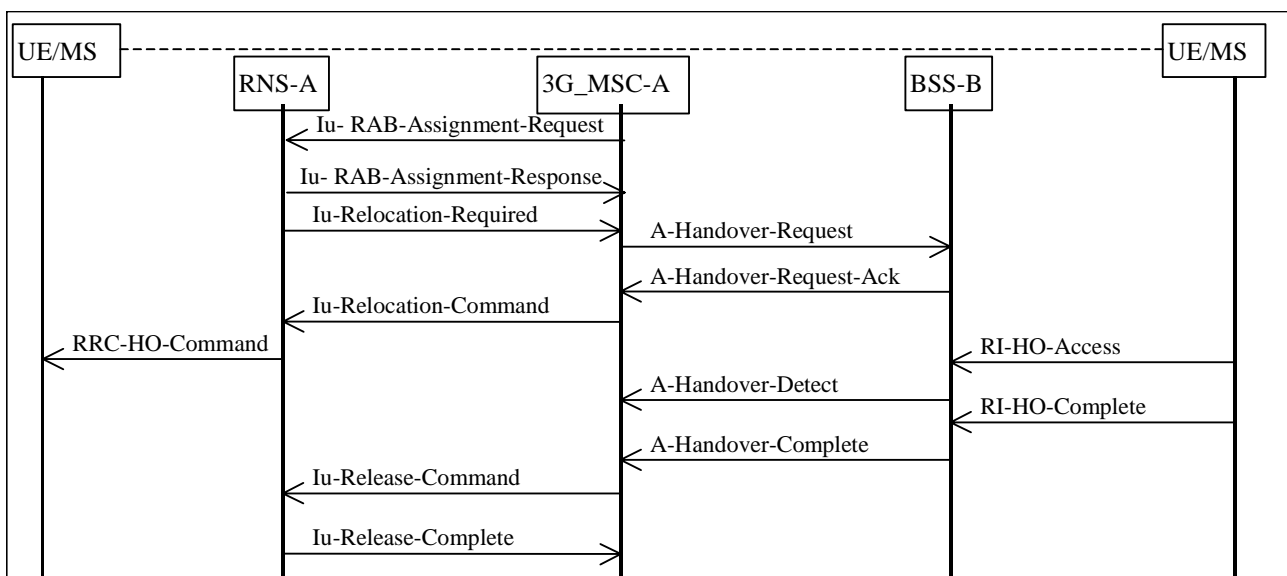 UE/MS
UE/MS
RNS-A
3G_MSC-A
BSS-B
Iu- RAB-Assignment-Request
Iu- RAB-Assignment-Response
Iu-Relocation-Required
A-Handover-Request
A-Handover-Request-Ack
Iu-Relocation-Command
RRC-HO-Command
RI-HO-Access
A-Handover-Detect
RI-HO-Complete
A-Handover-Complete
Iu-Release-Command
Iu-Release-Complete